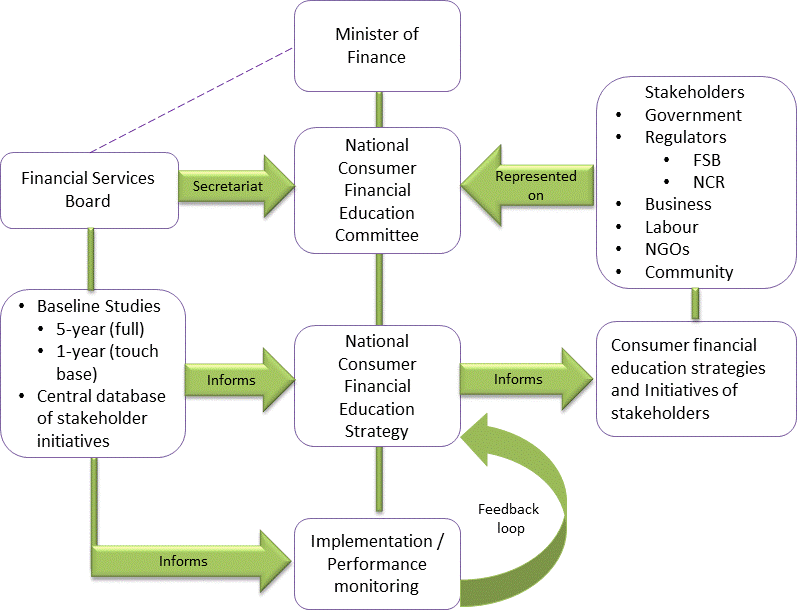 Minister of
Finance
Financial Services
Board
Secretariat
National
Consumer
Financial
Education
Committee
Represented
on
Stakeholders
• Government
• Regulators
• FSB
• NCR
• Business
• Labour
• NGOs
• Community
• Baseline Studies
• 5-year (full)
• 1-year (touch
base)
• Central database
of stakeholder
initiatives
Informs
National
Consumer
Financial
Education
Strategy
Informs
Consumer financial
education strategies
and Initiatives of
stakeholders
Feedback
loop
Informs
Implementation /
Performance
monitoring